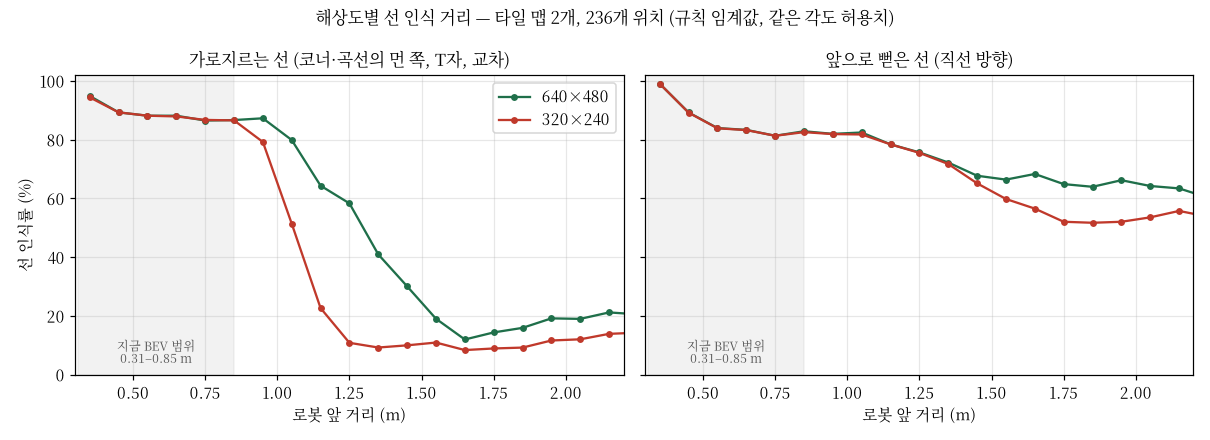 해상도별 선 인식 거리 — 타일 맵 2개, 236개 위치 (규칙 임계값, 같은 각도 허용치)
가로지르는 선 (코너·곡선의 먼 쪽, T자, 교차)
선 인식률 (%)
100
80
60
40
20
0
640×480
320×240
지금 BEV 범위
0.31–0.85 m
0.50 0.75 1.00 1.25 1.50 1.75 2.00
로봇 앞 거리 (m)
앞으로 뻗은 선 (직선 방향)
지금 BEV 범위
0.31–0.85 m
0.50 0.75 1.00 1.25 1.50 1.75 2.00
로봇 앞 거리 (m)